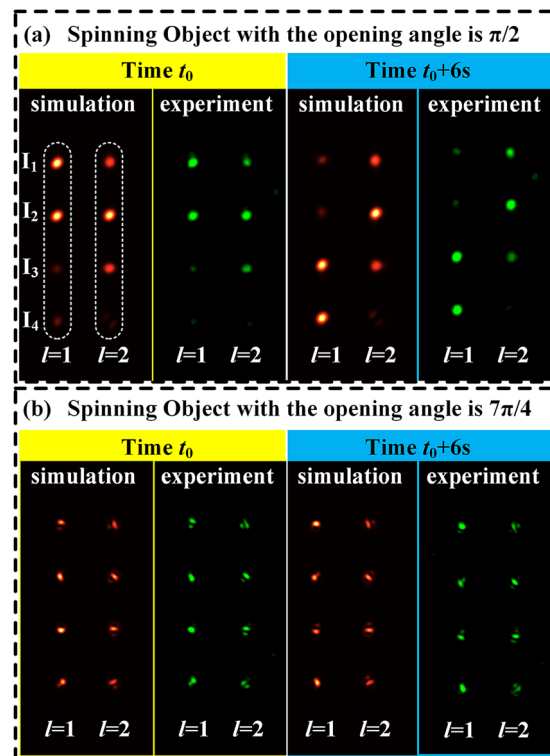 (a) Spinning Object with the opening angle is π/2
Time t₀
Time t₀+6s
simulation
experiment
simulation
experiment
I₁
I₂
I₃
I₄
l=1
l=2
l=1
l=2
l=1
l=2
l=1
l=2
(b) Spinning Object with the opening angle is 7π/4
Time t₀
Time t₀+6s
simulation
experiment
simulation
experiment
l=1
l=2
l=1
l=2
l=1
l=2
l=1
l=2